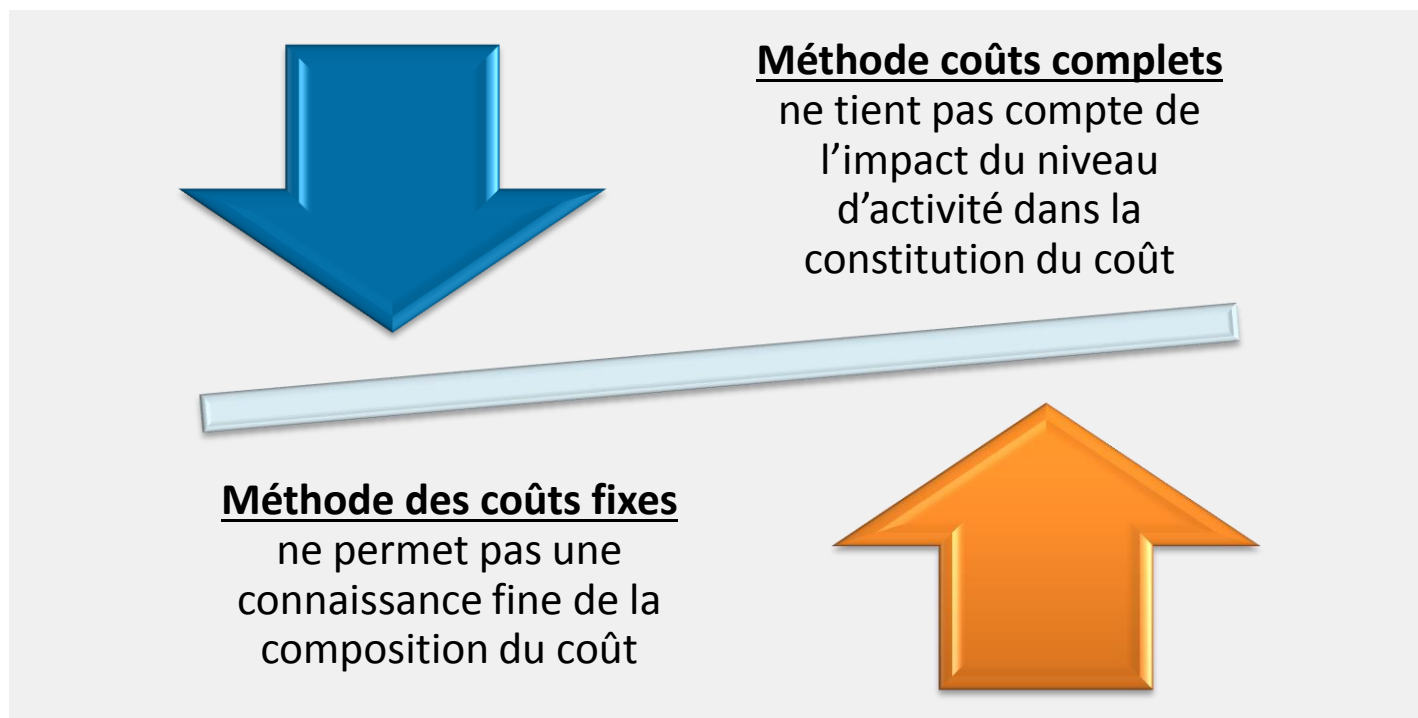 Méthode coûts complets
ne tient pas compte de
l’impact du niveau
d’activité dans la
constitution du coût
Méthode des coûts fixes
ne permet pas une
connaissance fine de la
composition du coût